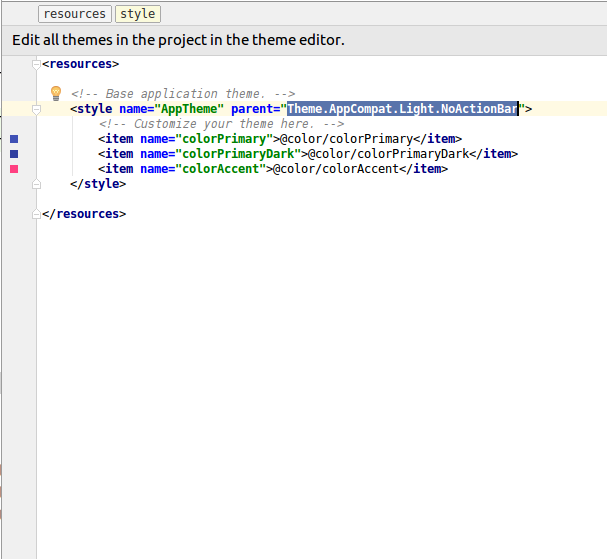 resources style
Edit all themes in the project in the theme editor.
<resources>
<!-- Base application theme. -->
<style name="AppTheme" parent="Theme.AppCompat.Light.NoActionBar">
<!-- Customize your theme here. -->
<item name="colorPrimary">@color/colorPrimary</item>
<item name="colorPrimaryDark">@color/colorPrimaryDark</item>
<item name="colorAccent">@color/colorAccent</item>
</style>
</resources>